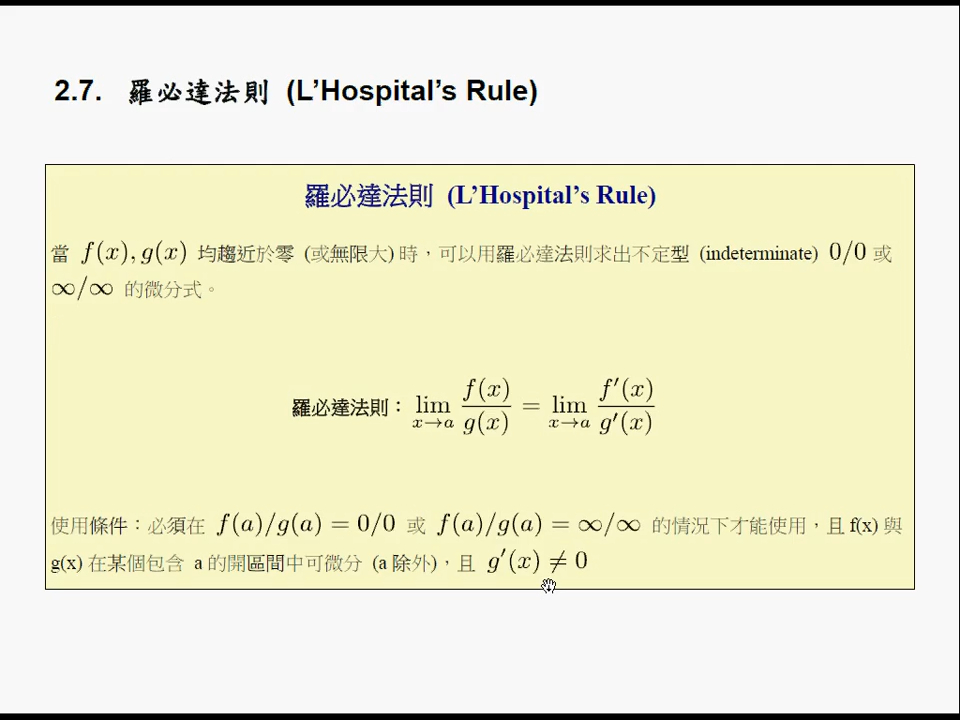 2.7. 羅必達法則 (L’Hospital’s Rule)
羅必達法則 (L’Hospital’s Rule)
當 f(x), g(x) 均趨近於零 (或無限大) 時，可以用羅必達法則求出不定型 (indeterminate) 0/0 或
∞/∞ 的微分式。
羅必達法則： lim_{x→a} f(x)/g(x) = lim_{x→a} f′(x)/g′(x)
使用條件：必須在 f(a)/g(a) = 0/0 或 f(a)/g(a) = ∞/∞ 的情況下才能使用，且 f(x) 與
g(x) 在某個包含 a 的開區間中可微分 (a 除外)，且 g′(x) ≠ 0